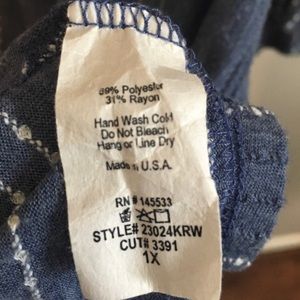 69% Polyester
31% Rayon
Hand Wash Cold
Do Not Bleach
Hang or Line Dry
Made in U.S.A.
RN# 145533
STYLE# 23024KRW
CUT# 3391
1X